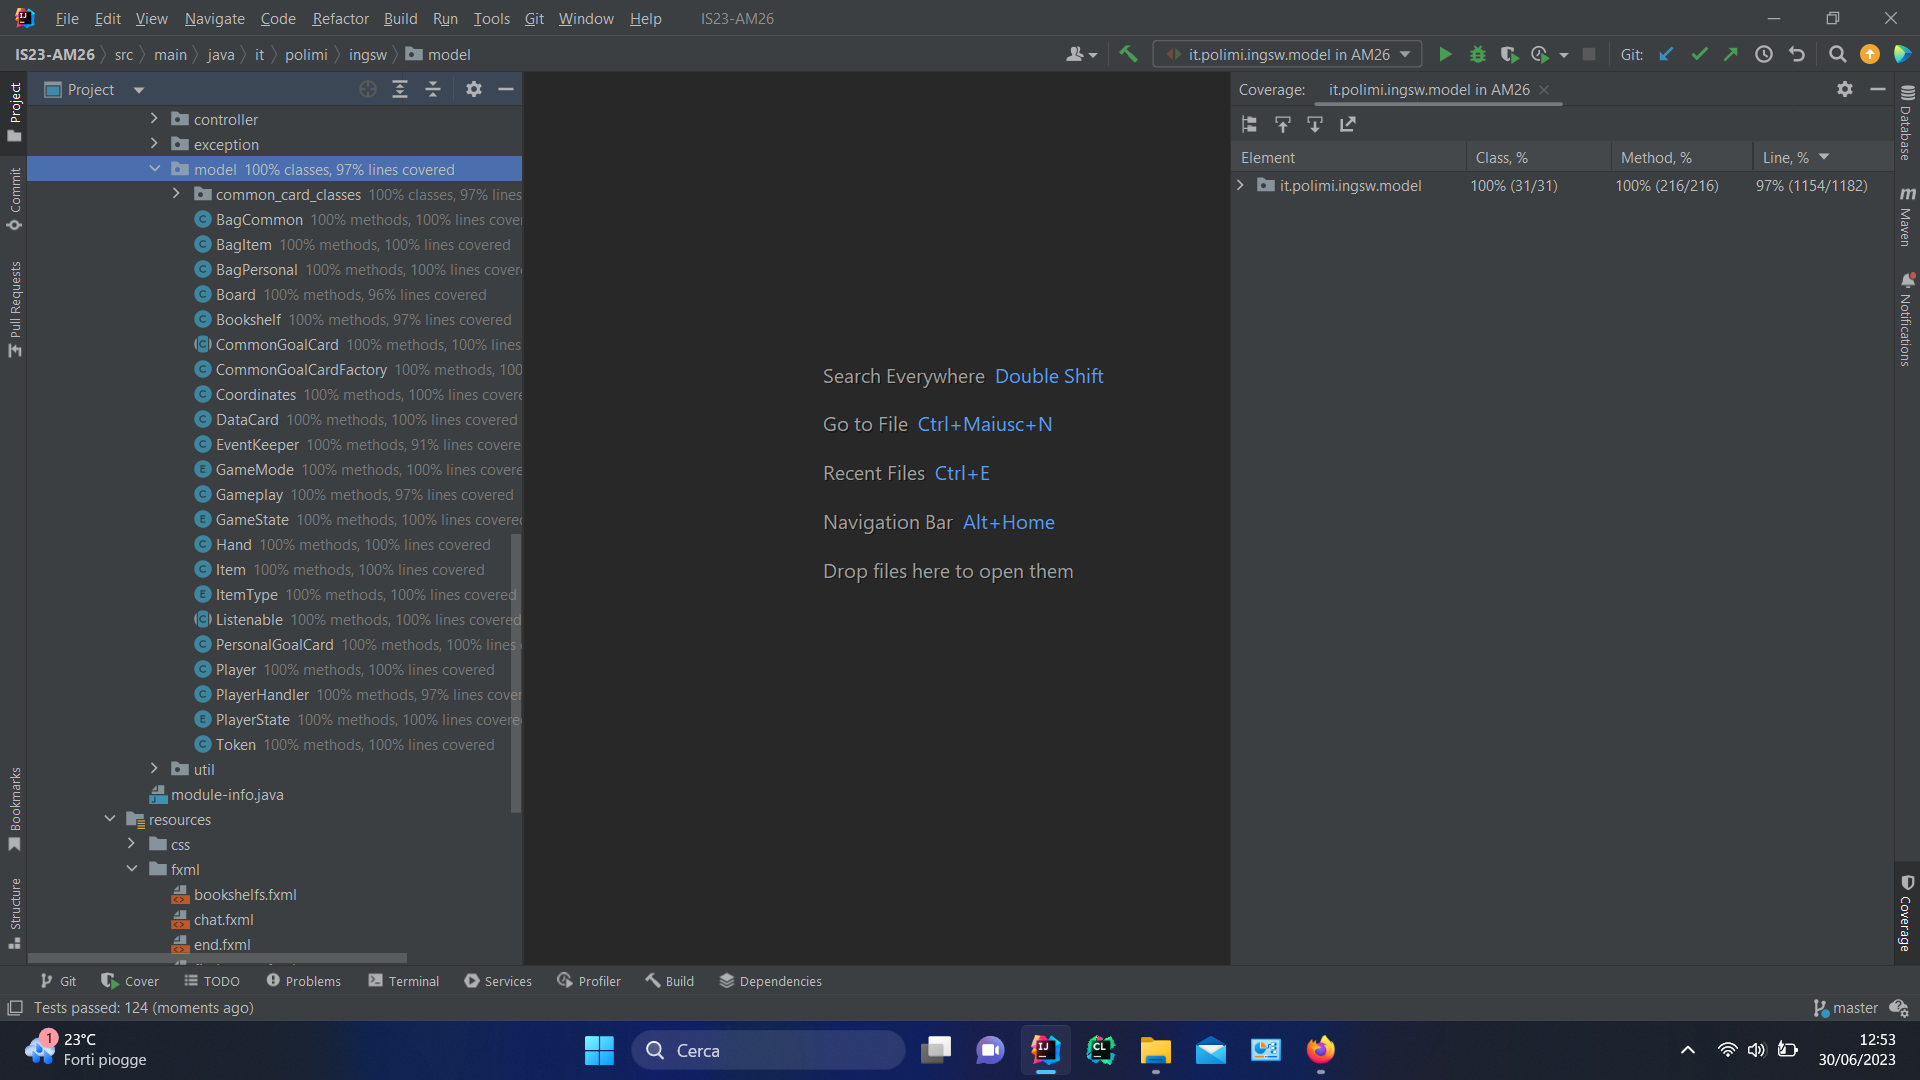 File Edit View Navigate Code Refactor Build Run Tools Git Window Help IS23-AM26
IS23-AM26 src main java it polimi ingsw model it.polimi.ingsw.model in AM26 Git:
Project
Commit
Pull Requests
Bookmarks
Structure
Project
controller
exception
model 100% classes, 97% lines covered
common_card_classes 100% classes, 97% lines
BagCommon 100% methods, 100% lines cover
BagItem 100% methods, 100% lines covered
BagPersonal 100% methods, 100% lines covere
Board 100% methods, 96% lines covered
Bookshelf 100% methods, 97% lines covered
CommonGoalCard 100% methods, 100% lines
CommonGoalCardFactory 100% methods, 100
Coordinates 100% methods, 100% lines covere
DataCard 100% methods, 100% lines covered
EventKeeper 100% methods, 91% lines covere
GameMode 100% methods, 100% lines covere
Gameplay 100% methods, 97% lines covered
GameState 100% methods, 100% lines covered
Hand 100% methods, 100% lines covered
Item 100% methods, 100% lines covered
ItemType 100% methods, 100% lines covered
Listenable 100% methods, 100% lines covered
PersonalGoalCard 100% methods, 100% lines
Player 100% methods, 100% lines covered
PlayerHandler 100% methods, 97% lines cover
PlayerState 100% methods, 100% lines covere
Token 100% methods, 100% lines covered
util
module-info.java
resources
css
fxml
bookshelfs.fxml
chat.fxml
end.fxml
Search Everywhere Double Shift
Go to File Ctrl+Maiusc+N
Recent Files Ctrl+E
Navigation Bar Alt+Home
Drop files here to open them
Coverage: it.polimi.ingsw.model in AM26
Element Class, % Method, % Line, %
it.polimi.ingsw.model 100% (31/31) 100% (216/216) 97% (1154/1182)
Database
Maven
Notifications
Coverage
Git Cover TODO Problems Terminal Services Profiler Build Dependencies
Tests passed: 124 (moments ago) master
1
23°C
Forti piogge
Cerca
12:53
30/06/2023